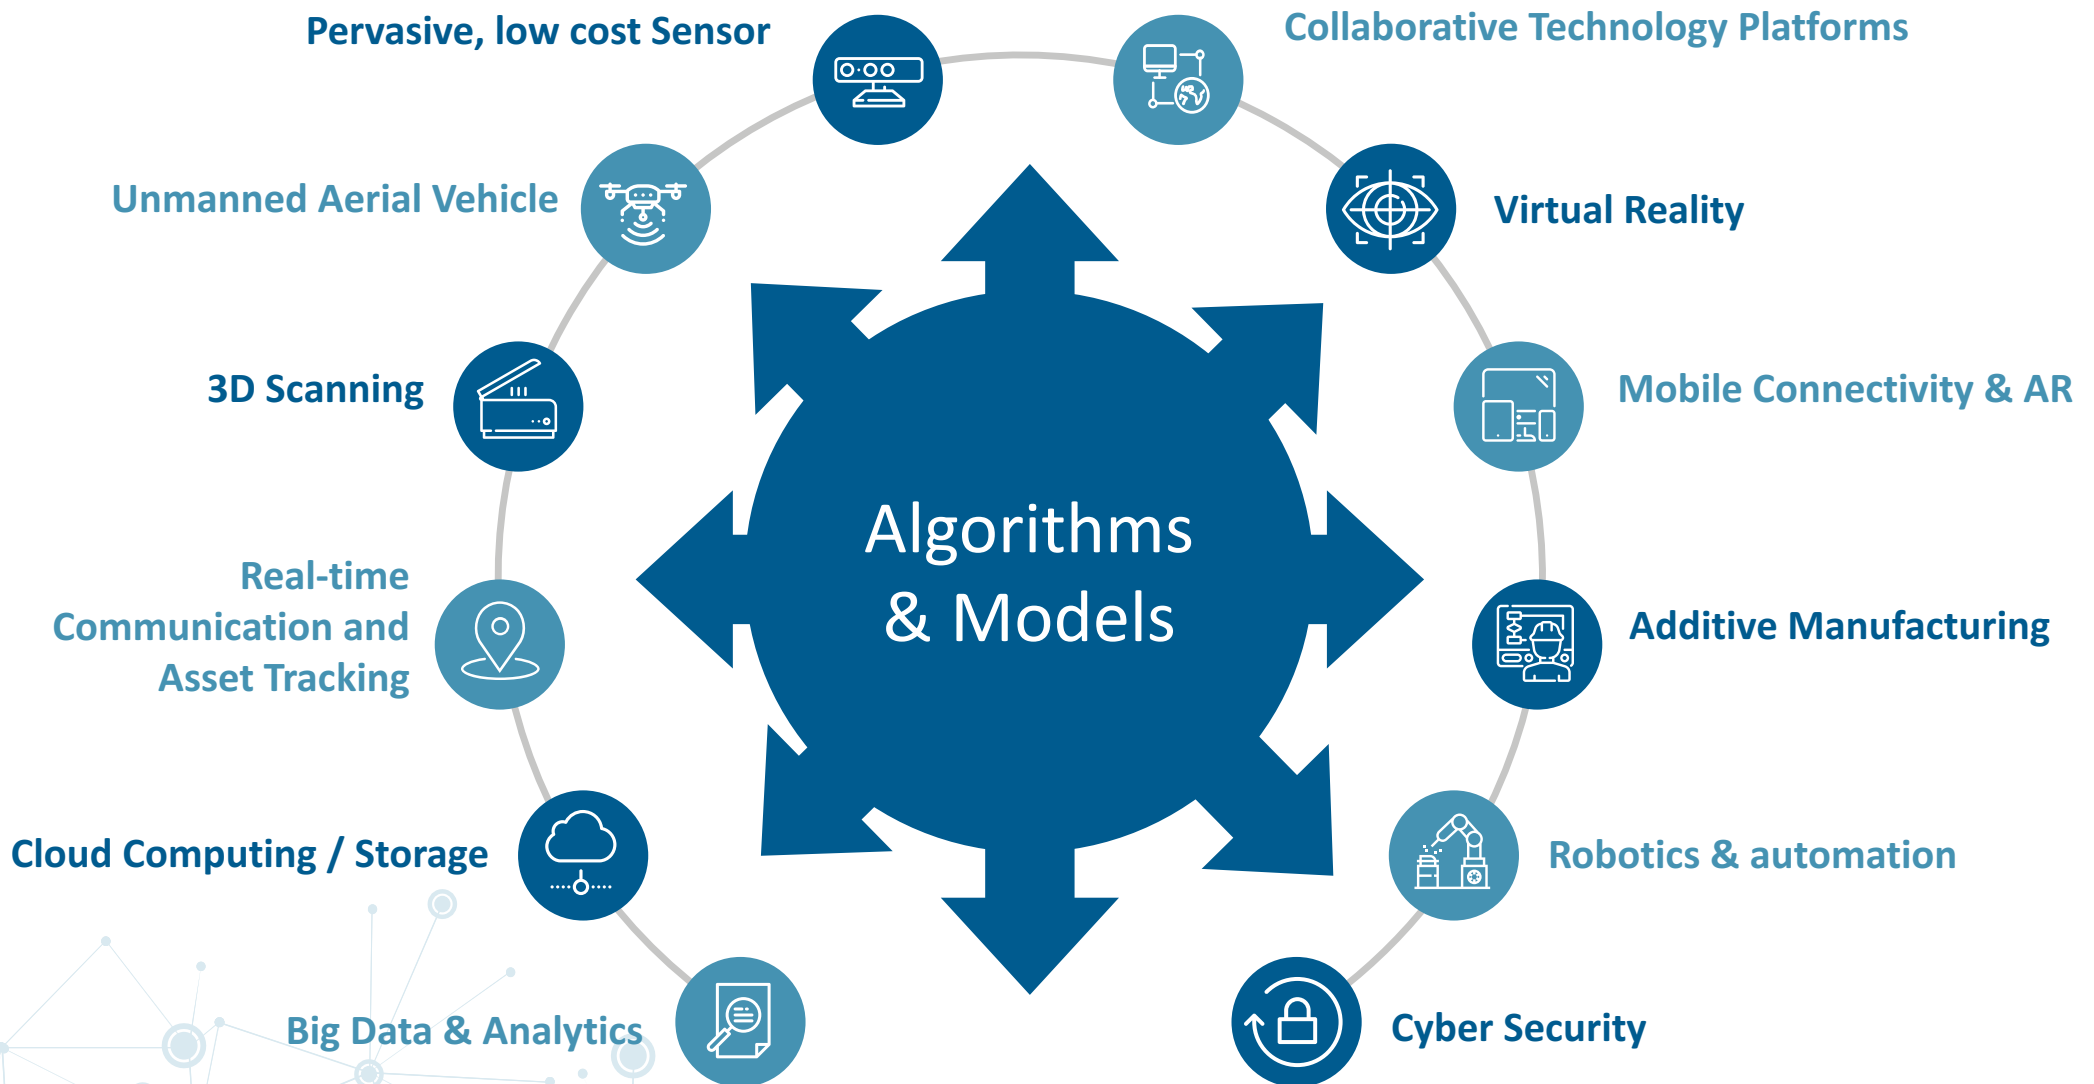 Pervasive, low cost Sensor
Collaborative Technology Platforms
Unmanned Aerial Vehicle
Virtual Reality
3D Scanning
Mobile Connectivity & AR
Algorithms
& Models
Real-time
Communication and
Asset Tracking
Additive Manufacturing
Cloud Computing / Storage
Robotics & automation
Big Data & Analytics
Cyber Security